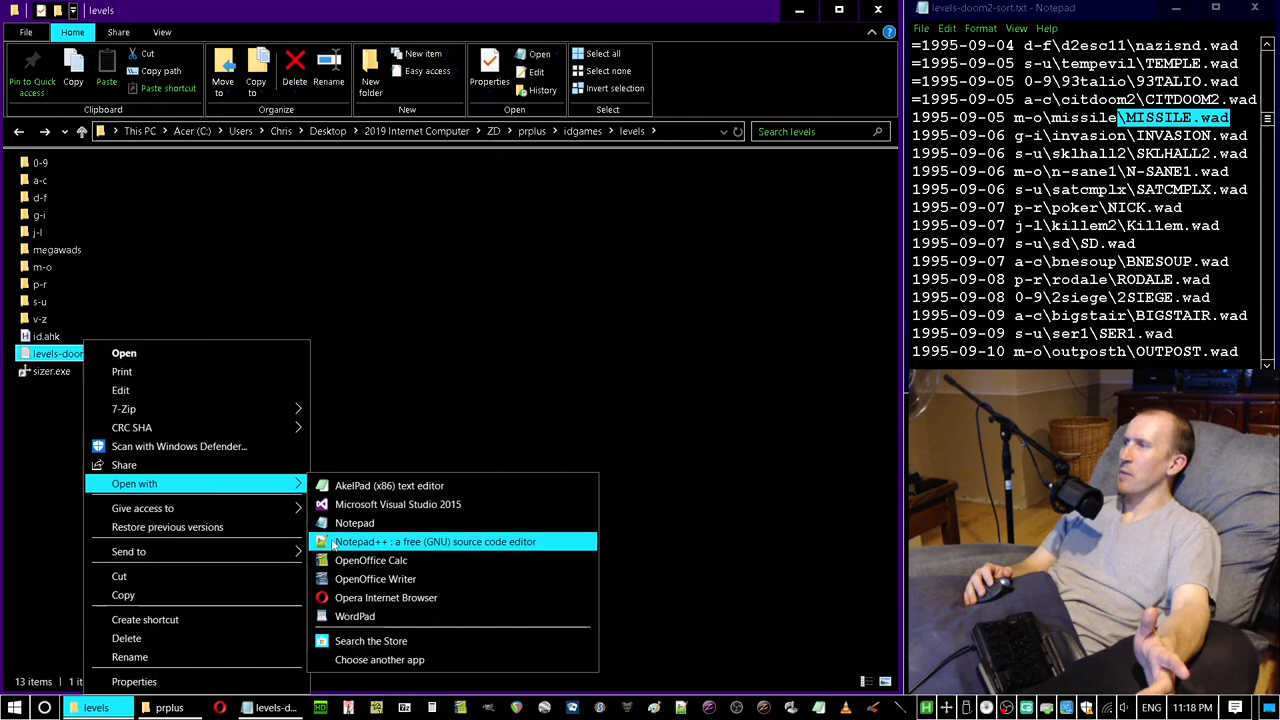 levels
File
Home
Share
View
Pin to Quick access
Copy
Paste
Cut
Copy path
Paste shortcut
Clipboard
Move to
Copy to
Delete
Rename
Organize
New folder
New item
Easy access
New
Properties
Open
Edit
History
Open
Select all
Select none
Invert selection
Select
This PC
Acer (C:)
Users
Chris
Desktop
2019 Internet Computer
ZD
prplus
idgames
levels
Search levels
0-9
a-c
d-f
g-i
j-l
megawads
m-o
p-r
s-u
v-z
id.ahk
levels-doom
sizer.exe
Open
Print
Edit
7-Zip
CRC SHA
Scan with Windows Defender...
Share
Open with
Give access to
Restore previous versions
Send to
Cut
Copy
Create shortcut
Delete
Rename
Properties
AkelPad (x86) text editor
Microsoft Visual Studio 2015
Notepad
Notepad++ : a free (GNU) source code editor
OpenOffice Calc
OpenOffice Writer
Opera Internet Browser
WordPad
Search the Store
Choose another app
13 items
1 it
levels-doom2-sort.txt - Notepad
File Edit Format View Help
=1995-09-04 d-f\d2esc11\nazisnd.wad
=1995-09-05 s-u\tempevil\TEMPLE.wad
=1995-09-05 0-9\93talio\93TALIO.wad
=1995-09-05 a-c\citdoom2\CITDOOM2.wad
1995-09-05 m-o\missile\MISSILE.wad
1995-09-06 g-i\invasion\INVASION.wad
1995-09-06 s-u\sklhall2\SKLHALL2.wad
1995-09-06 m-o\n-sane1\N-SANE1.wad
1995-09-06 s-u\satcmplx\SATCMPLX.wad
1995-09-07 p-r\poker\NICK.wad
1995-09-07 j-l\killem2\Killem.wad
1995-09-07 s-u\sd\SD.wad
1995-09-07 a-c\bnesoup\BNESOUP.wad
1995-09-07 p-r\rodale\RODALE.wad
1995-09-08 0-9\2siege\2SIEGE.wad
1995-09-09 a-c\bigstair\BIGSTAIR.wad
1995-09-09 s-u\ser1\SER1.wad
1995-09-10 m-o\outposth\OUTPOST.wad
levels
prplus
levels-d...
ENG
11:18 PM